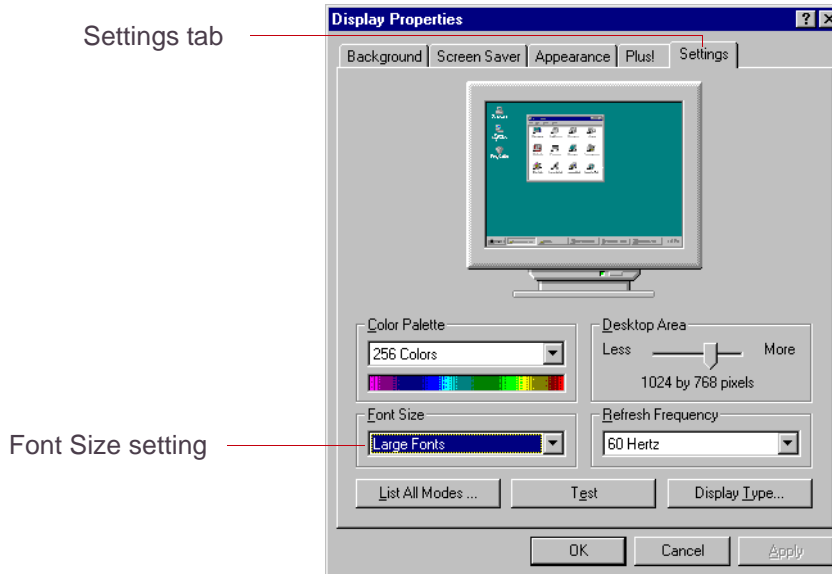 Display Properties
Settings tab
Background Screen Saver Appearance Plus! Settings
Color Palette
256 Colors
Desktop Area
Less More
1024 by 768 pixels
Font Size
Large Fonts
Refresh Frequency
60 Hertz
Font Size setting
List All Modes ... Test Display Type...
OK Cancel Apply